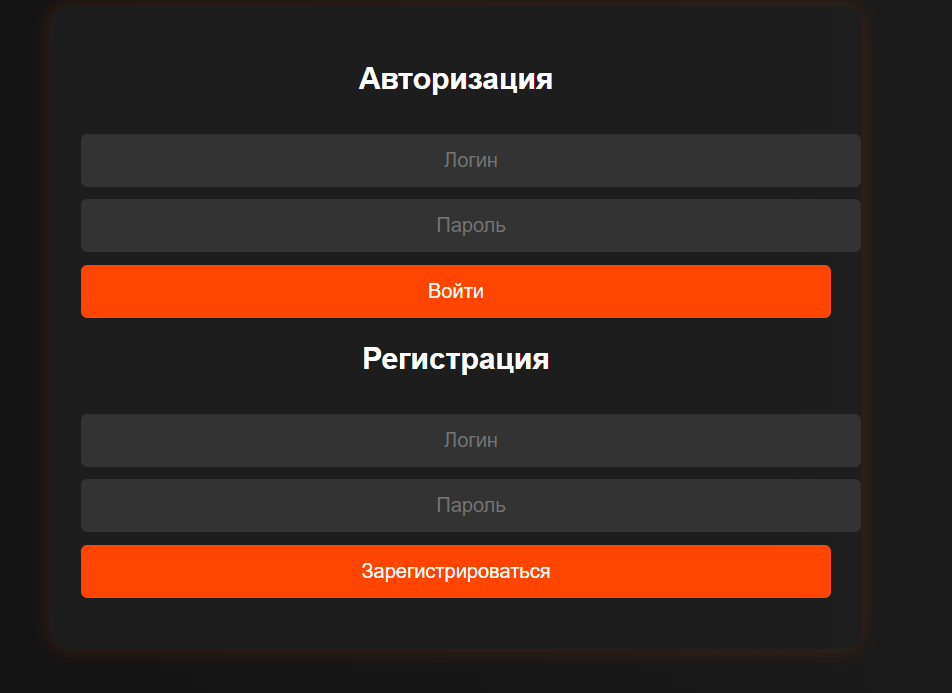 Авторизация
Логин
Пароль
Войти
Регистрация
Логин
Пароль
Зарегистрироваться